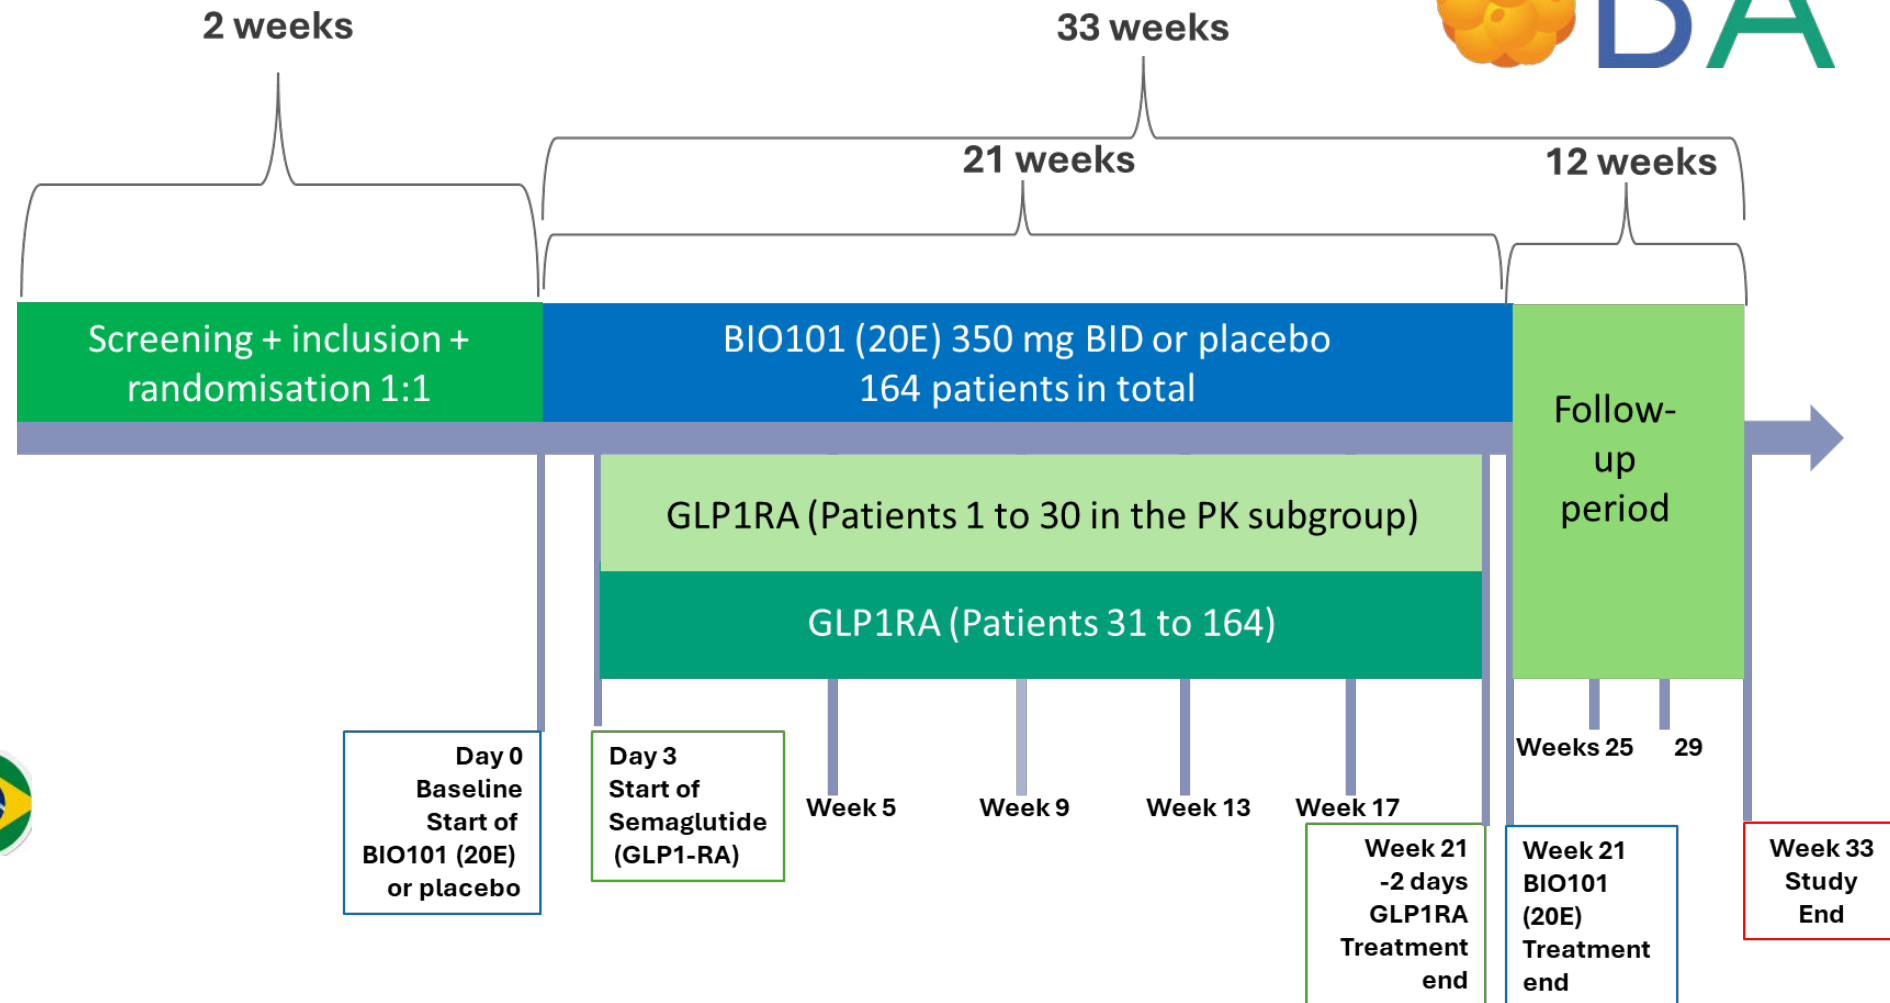 2 weeks
33 weeks
BA
21 weeks
12 weeks
Screening + inclusion +
randomisation 1:1
BIO101 (20E) 350 mg BID or placebo
164 patients in total
Follow-
up
period
GLP1RA (Patients 1 to 30 in the PK subgroup)
GLP1RA (Patients 31 to 164)
Day 0
Baseline
Start of
BIO101 (20E)
or placebo
Day 3
Start of
Semaglutide
(GLP1-RA)
Week 5
Week 9
Week 13
Week 17
Weeks 25
29
Week 21
-2 days
GLP1RA
Treatment
end
Week 21
BIO101
(20E)
Treatment
end
Week 33
Study
End